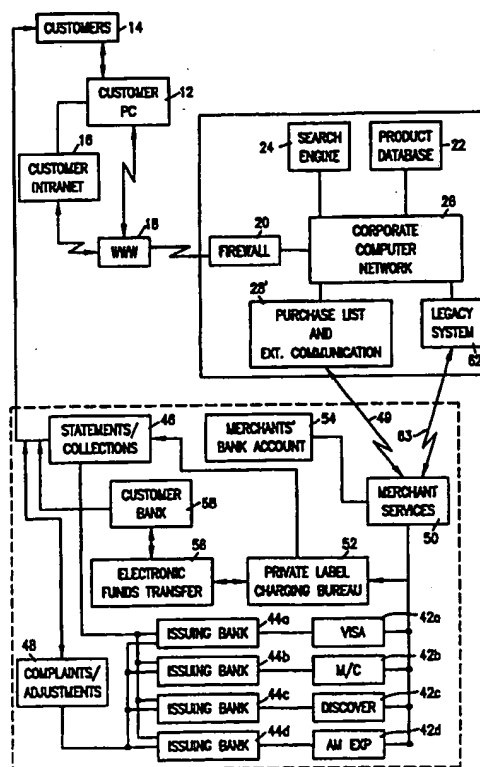 CUSTOMERS
14
CUSTOMER
PC
12
16
CUSTOMER
INTRANET
18
WWW
20
FIREWALL
24
SEARCH
ENGINE
PRODUCT
DATABASE
22
26
CORPORATE
COMPUTER
NETWORK
28'
PURCHASE LIST
AND
EXT. COMMUNICATION
LEGACY
SYSTEM
62
49
63
46
STATEMENTS/
COLLECTIONS
54
MERCHANTS'
BANK ACCOUNT
MERCHANT
SERVICES
50
CUSTOMER
BANK
58
56
ELECTRONIC
FUNDS TRANSFER
52
PRIVATE LABEL
CHARGING BUREAU
48
COMPLAINTS/
ADJUSTMENTS
ISSUING BANK
44a
VISA
42a
ISSUING BANK
44b
M/C
42b
ISSUING BANK
44c
DISCOVER
42c
ISSUING BANK
44d
AM EXP
42d